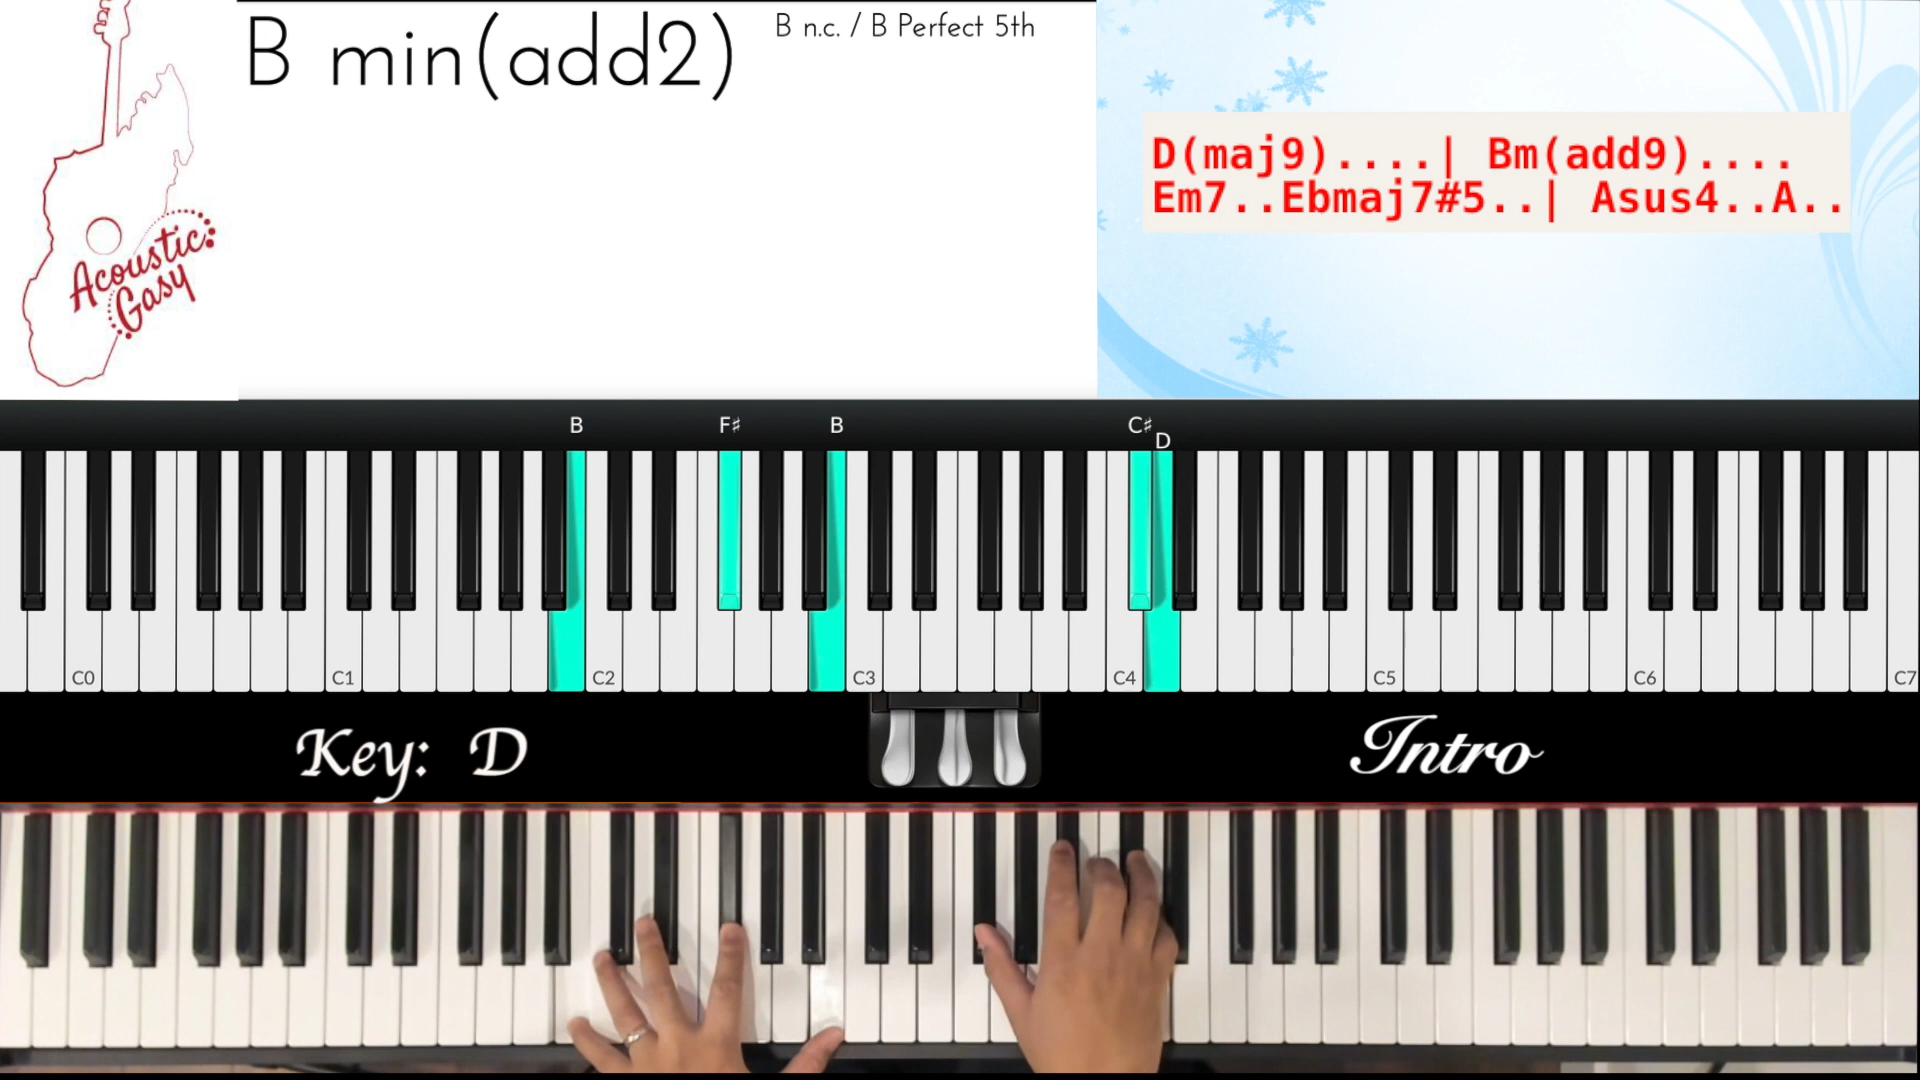 B min(add2)
B n.c. / B Perfect 5th
D(maj9)....| Bm(add9)....
Em7..Ebmaj7#5..| Asus4..A..
Acoustic
Gasy
B
F♯
B
C♯
D
C0
C1
C2
C3
C4
C5
C6
C7
Key: D
Intro